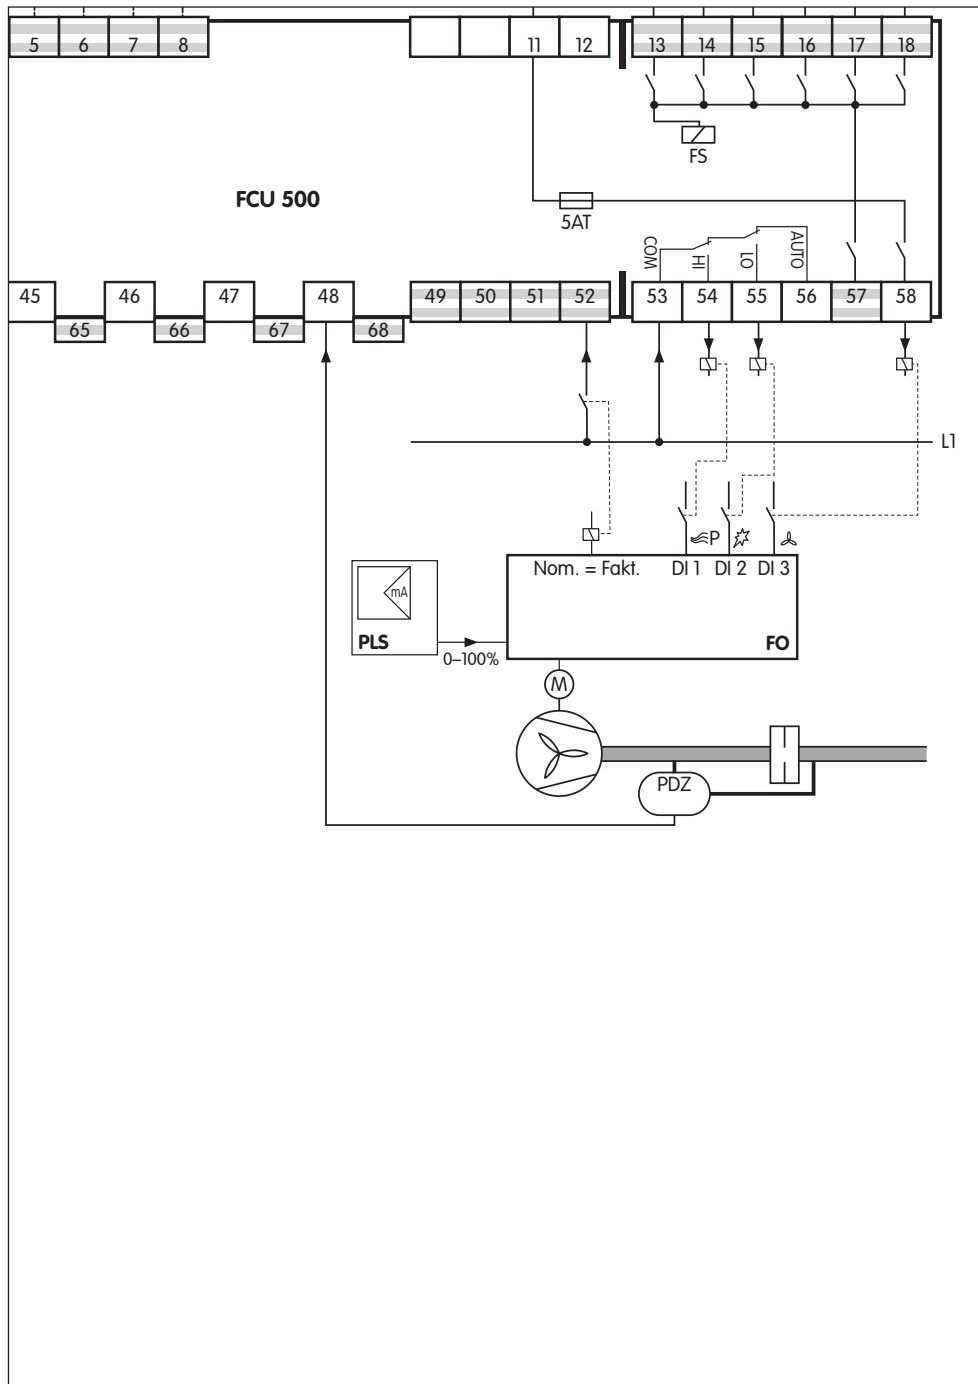 5 6 7 8 11 12 13 14 15 16 17 18
FS
FCU 500
5AT
COM HI LO AUTO
45 46 47 48 49 50 51 52 53 54 55 56 57 58
65 66 67 68
L1
P
Nom. = Fakt. DI 1 DI 2 DI 3
mA
PLS
FO
0–100%
M
PDZ